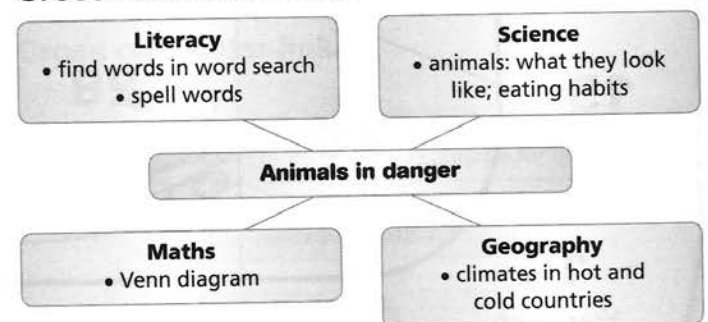 Literacy
• find words in word search
• spell words
Science
• animals: what they look
like; eating habits
Animals in danger
Maths
• Venn diagram
Geography
• climates in hot and
cold countries